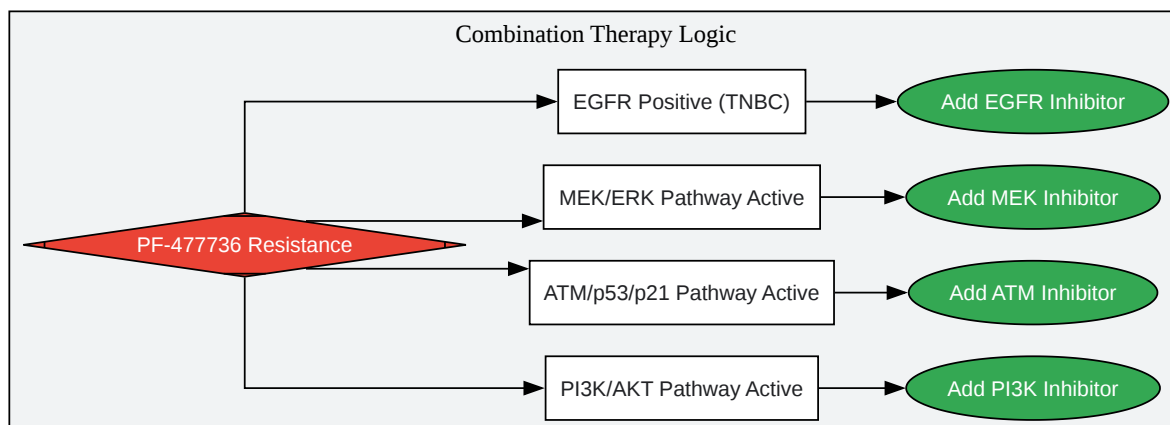 Combination Therapy Logic
EGFR Positive (TNBC)
Add EGFR Inhibitor
MEK/ERK Pathway Active
Add MEK Inhibitor
PF-477736 Resistance
ATM/p53/p21 Pathway Active
Add ATM Inhibitor
PI3K/AKT Pathway Active
Add PI3K Inhibitor